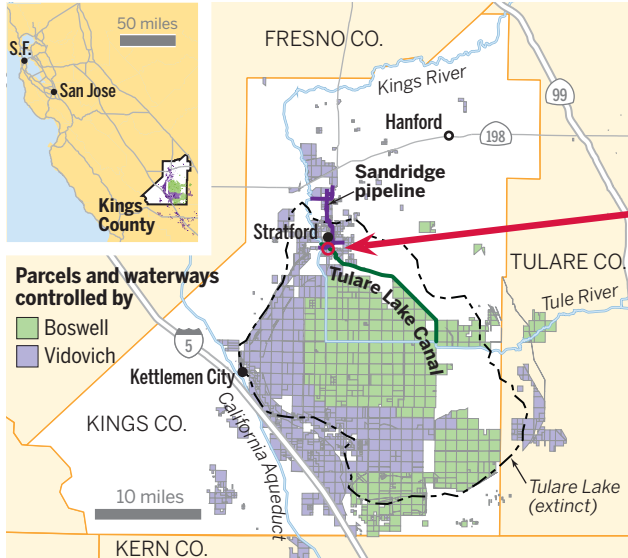 50 miles
S.F.
San Jose
Kings
County
FRESNO CO.
Kings River
99
Hanford
198
Sandridge
pipeline
Stratford
Parcels and waterways
controlled by
Boswell
Vidovich
Tulare Lake Canal
TULARE CO.
Tule River
5
Kettlemen City
KINGS CO.
California Aqueduct
10 miles
Tulare Lake
(extinct)
KERN CO.